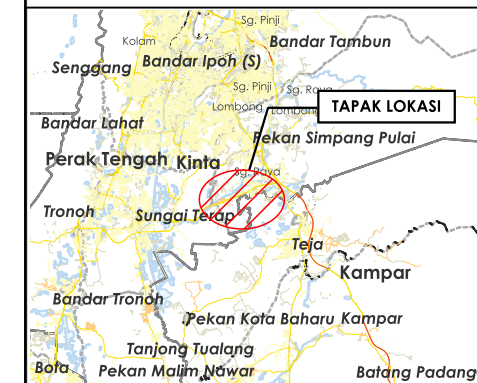 Sg. Pinji
Kolam
Bandar Tambun
Bandar Ipoh (S)
Senggang
Sg. Pinji
Sg. Raya
Lombong
Lombong
TAPAK LOKASI
Bandar Lahat
Pekan Simpang Pulai
Perak Tengah
Kinta
Sg. Raya
Tronoh
Sungai Terap
Teja
Kampar
Bandar Tronoh
Pekan Kota Baharu
Kampar
Tanjong Tualang
Bota
Pekan Malim Nawar
Batang Padang